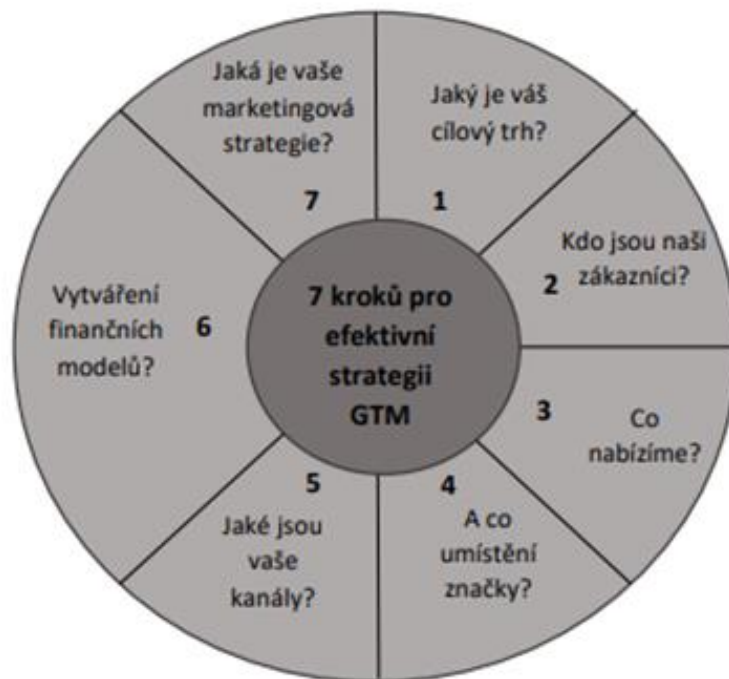 7 kroků pro
efektivní
strategii
GTM
Jaký je váš
cílový trh?
1
Kdo jsou naši
zákazníci?
2
Co
nabízíme?
3
A co
umístění
značky?
4
Jaké jsou
vaše
kanály?
5
Vytváření
finančních
modelů?
6
Jaká je vaše
marketingová
strategie?
7